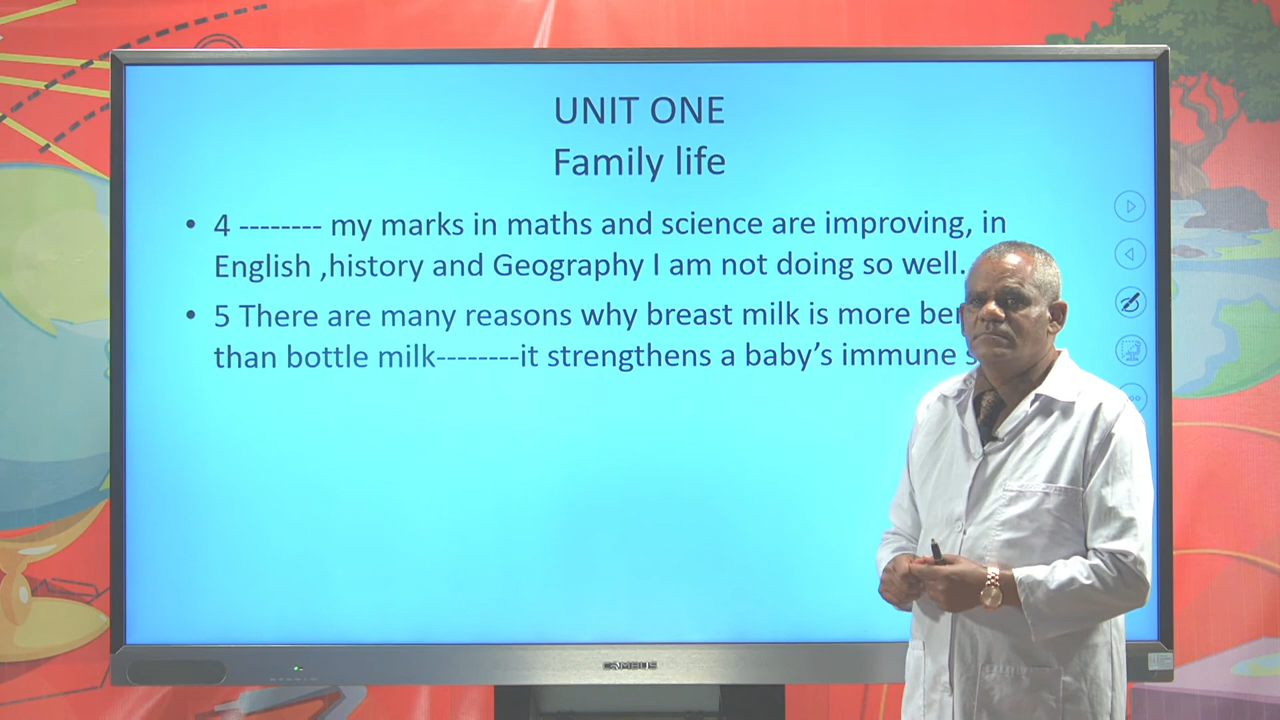 UNIT ONE
Family life
• 4 -------- my marks in maths and science are improving, in
English ,history and Geography I am not doing so well.
• 5 There are many reasons why breast milk is more
than bottle milk--------it strengthens a baby’s immune
CAMBUS